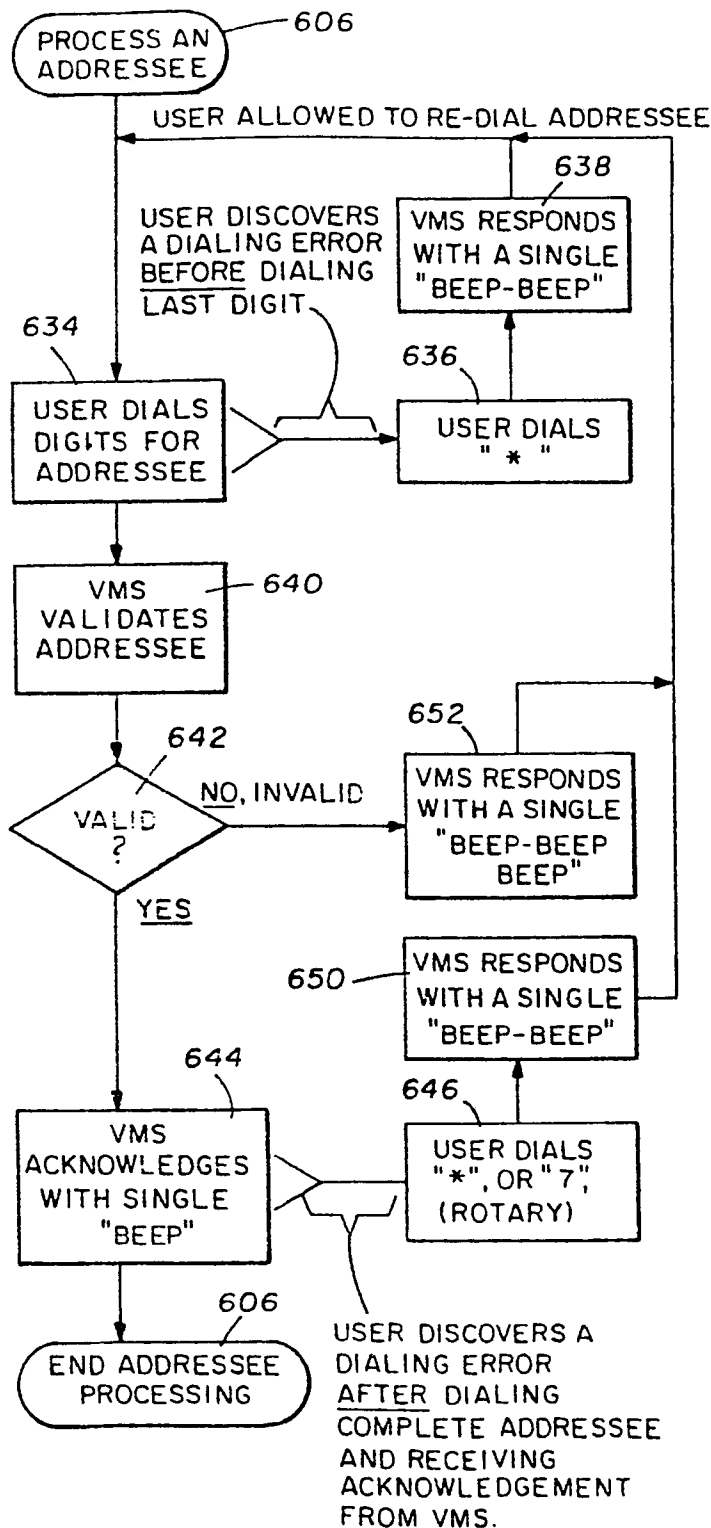 606
PROCESS AN
ADDRESSEE
USER ALLOWED TO RE-DIAL ADDRESSEE
638
USER DISCOVERS
A DIALING ERROR
BEFORE DIALING
LAST DIGIT
VMS RESPONDS
WITH A SINGLE
"BEEP-BEEP"
634
636
USER DIALS
DIGITS FOR
ADDRESSEE
USER DIALS
" * "
640
VMS
VALIDATES
ADDRESSEE
642
652
VALID
?
NO, INVALID
VMS RESPONDS
WITH A SINGLE
"BEEP-BEEP
BEEP"
YES
650
VMS RESPONDS
WITH A SINGLE
"BEEP-BEEP"
644
646
VMS
ACKNOWLEDGES
WITH SINGLE
"BEEP"
USER DIALS
"*", OR "7",
(ROTARY)
606
END ADDRESSEE
PROCESSING
USER DISCOVERS A
DIALING ERROR
AFTER DIALING
COMPLETE ADDRESSEE
AND RECEIVING
ACKNOWLEDGEMENT
FROM VMS.